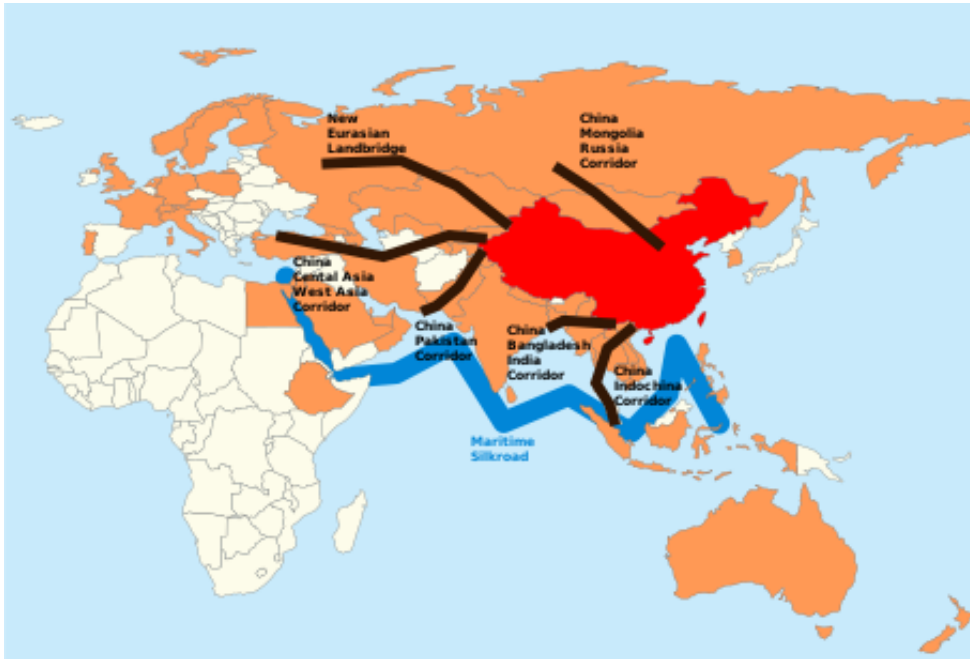 New
Eurasian
Landbridge
China
Mongolia
Russia
Corridor
China
Cental Asia
West Asia
Corridor
China
Pakistan
Corridor
China
Bangladesh
India
Corridor
China
Indochina
Corridor
Maritime
Silkroad